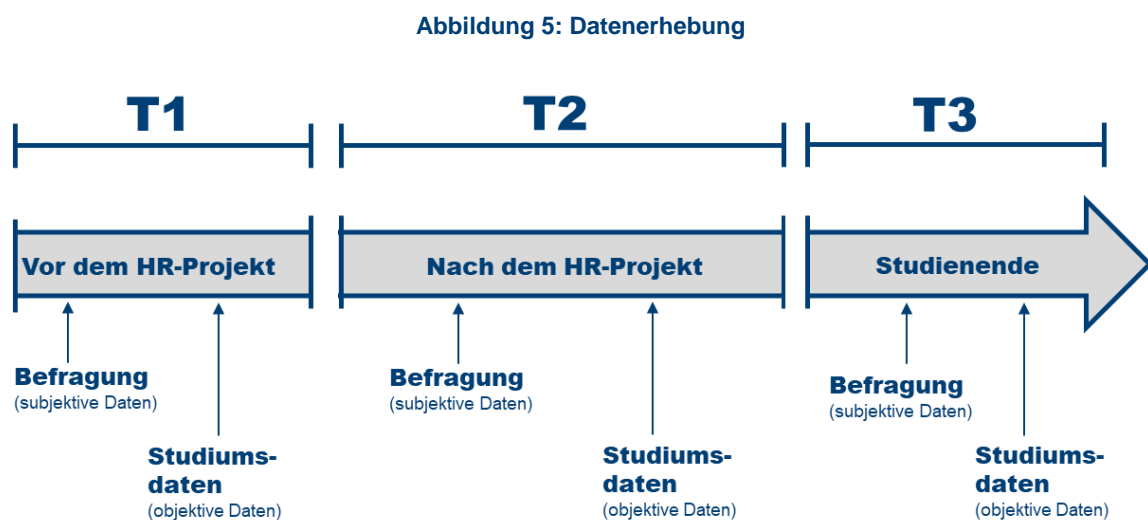 Abbildung 5: Datenerhebung
T1
T2
T3
Vor dem HR-Projekt
Nach dem HR-Projekt
Studienende
Befragung
(subjektive Daten)
Studiums-
daten
(objektive Daten)
Befragung
(subjektive Daten)
Studiums-
daten
(objektive Daten)
Befragung
(subjektive Daten)
Studiums-
daten
(objektive Daten)